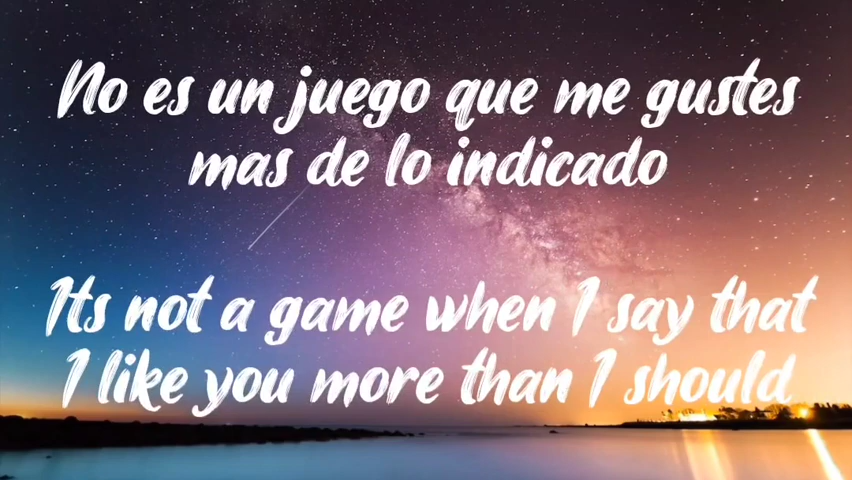 No es un juego que me gustes
mas de lo indicado
Its not a game when I say that
I like you more than I should